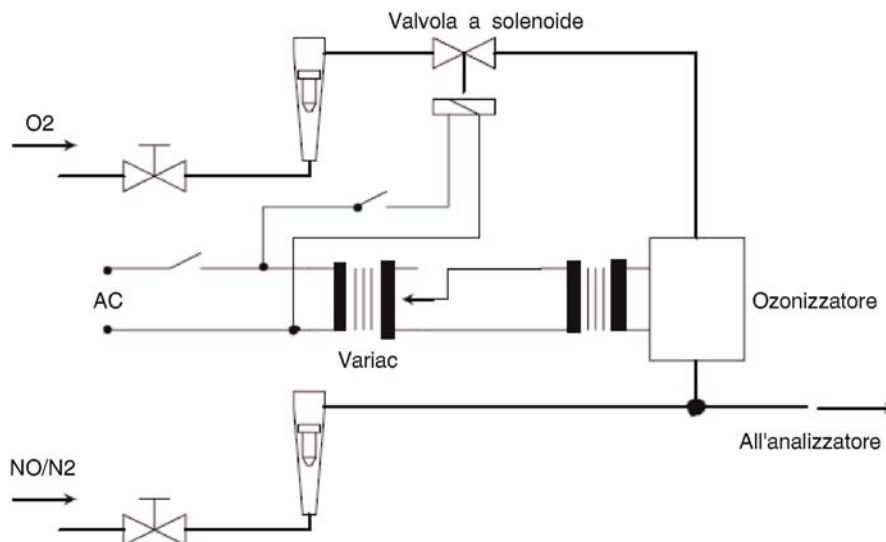 Valvola a solenoide
O2
AC
Ozonizzatore
Variac
All'analizzatore
NO/N2